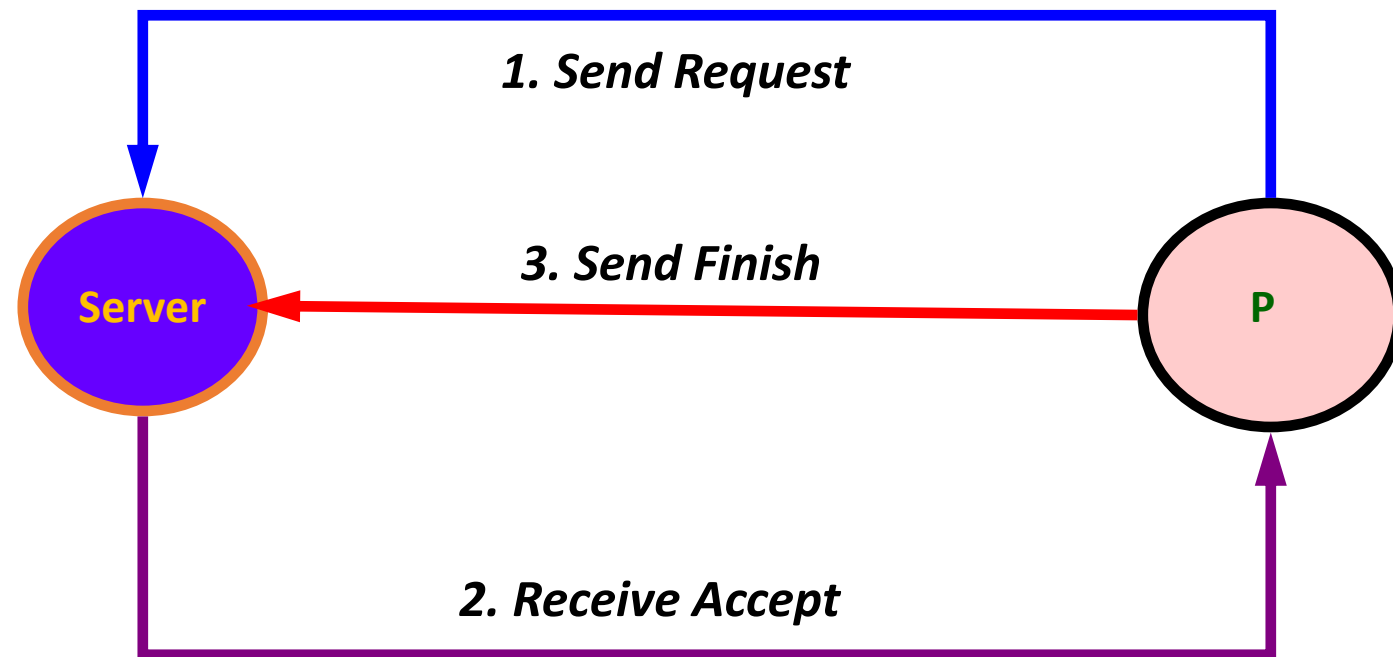 1. Send Request
3. Send Finish
Server
P
2. Receive Accept